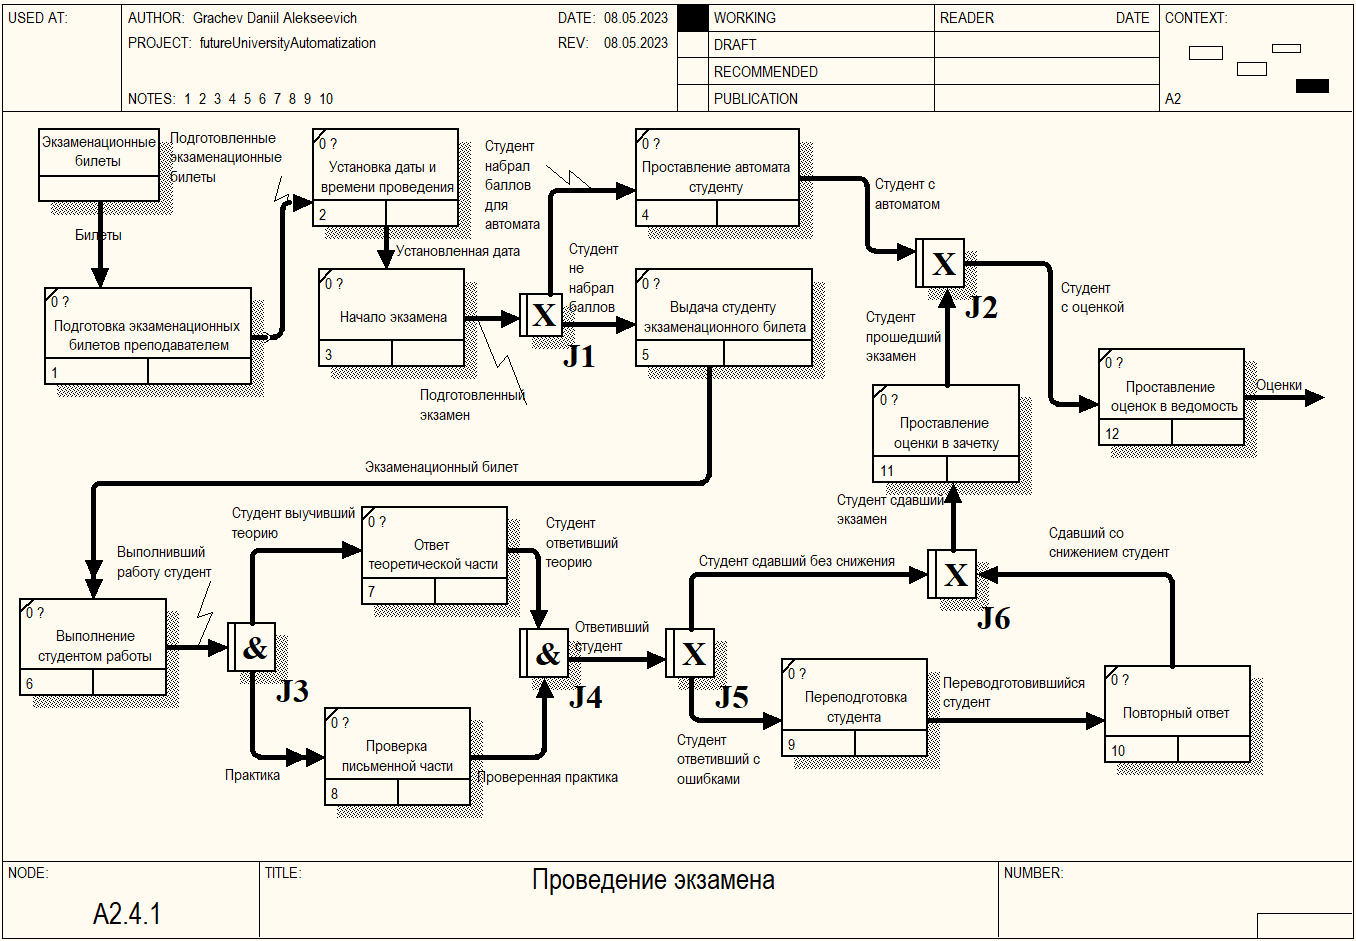 USED AT:
AUTHOR: Grachev Daniil Alekseevich
DATE: 08.05.2023
PROJECT: futureUniversityAutomatization
REV: 08.05.2023
NOTES: 1 2 3 4 5 6 7 8 9 10
WORKING
DRAFT
RECOMMENDED
PUBLICATION
READER
DATE
CONTEXT:
A2
Экзаменационные
билеты
Билеты
Подготовленные
экзаменационные
билеты
0 ?
Подготовка экзаменационных
билетов преподавателем
1
0 ?
Установка даты и
времени проведения
2
Установленная дата
0 ?
Начало экзамена
3
Подготовленный
экзамен
X
J1
Студент
набрал
баллов
для
автомата
Студент
не
набрал
баллов
0 ?
Проставление автомата
студенту
4
Студент с
автоматом
0 ?
Выдача студенту
экзаменационного билета
5
X
J2
Студент
с оценкой
Студент
прошедший
экзамен
0 ?
Проставление
оценки в зачетку
11
0 ?
Проставление
оценок в ведомость
12
Оценки
Экзаменационный билет
Студент сдавший
экзамен
Выполнивший
работу студент
0 ?
Выполнение
студентом работы
6
&
J3
Студент выучивший
теорию
0 ?
Ответ
теоретической части
7
Студент
ответивший
теорию
Практика
0 ?
Проверка
письменной части
8
Проверенная практика
&
J4
Ответивший
студент
X
J5
Студент сдавший без снижения
Студент
ответивший с
ошибками
0 ?
Переподготовка
студента
9
Переводготовившийся
студент
0 ?
Повторный ответ
10
Сдавший со
снижением студент
X
J6
NODE:
A2.4.1
TITLE:
Проведение экзамена
NUMBER: